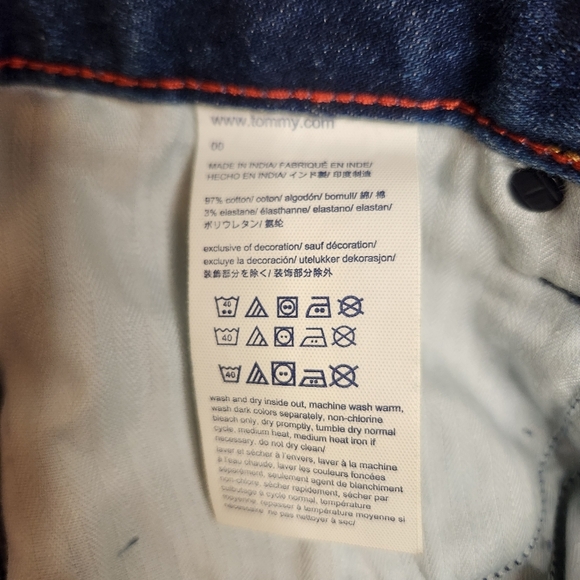 www.tommy.com
00
MADE IN INDIA/ FABRIQUÉ EN INDE/
HECHO EN INDIA/ インド製/ 印度制造
97% cotton/ coton/ algodón/ bomull/ 綿/ 棉
3% elastane/ élasthanne/ elastano/ elastan/
ポリウレタン/ 氨纶
exclusive of decoration/ sauf décoration/
excluye la decoración/ utelukker dekorasjon/
装飾部分を除く/ 装饰部分除外
40
40
40
wash and dry inside out, machine wash warm,
wash dark colors separately, non-chlorine
bleach only, dry promptly, tumble dry normal
cycle, medium heat, medium heat iron if
necessary, do not dry clean/
laver et sécher à l'envers, laver à la machine
à l'eau chaude, laver les couleurs foncées
séparément, seulement agent de blanchiment
non-chloré, sécher rapidement, sécher par
culbutage à cycle normal, température
moyenne, repasser à température moyenne si
necessaire, ne pas nettoyer à sec/